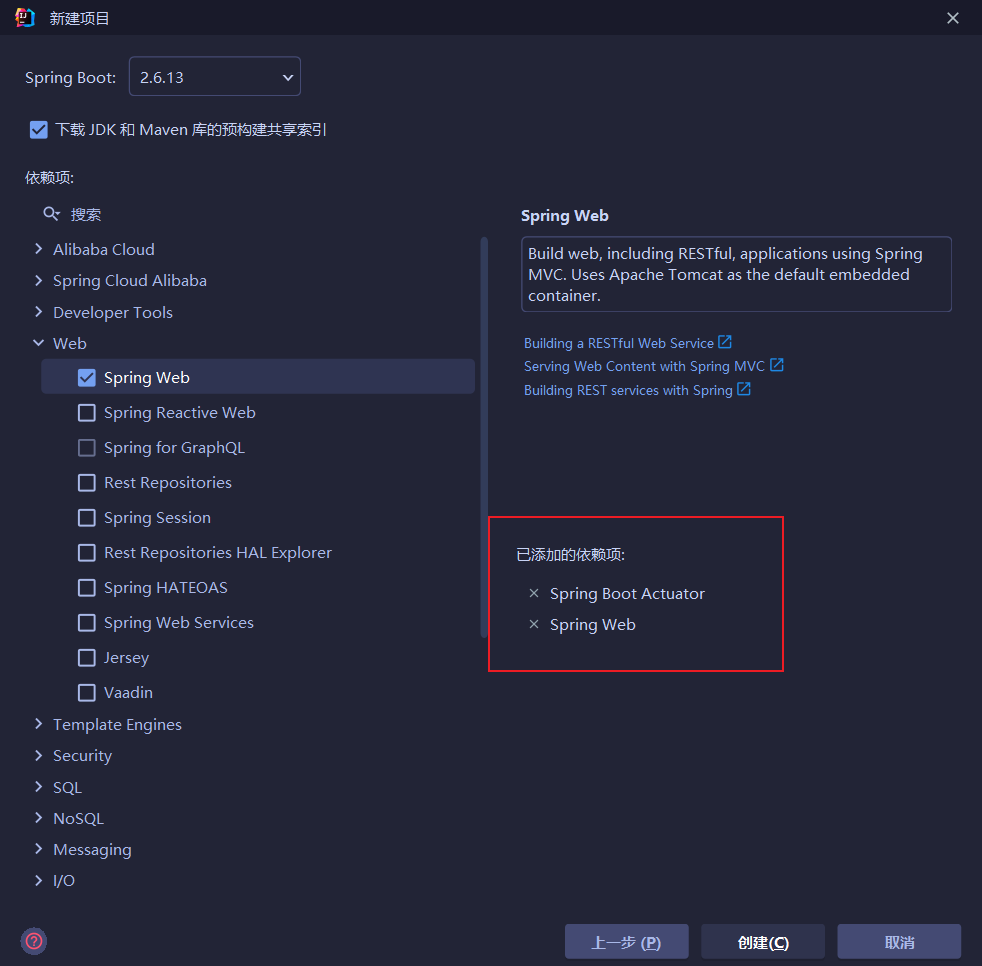 新建项目
Spring Boot:
2.6.13
下载 JDK 和 Maven 库的预构建共享索引
依赖项:
搜索
Alibaba Cloud
Spring Cloud Alibaba
Developer Tools
Web
Spring Web
Spring Reactive Web
Spring for GraphQL
Rest Repositories
Spring Session
Rest Repositories HAL Explorer
Spring HATEOAS
Spring Web Services
Jersey
Vaadin
Template Engines
Security
SQL
NoSQL
Messaging
I/O
Spring Web
Build web, including RESTful, applications using Spring
MVC. Uses Apache Tomcat as the default embedded
container.
Building a RESTful Web Service
Serving Web Content with Spring MVC
Building REST services with Spring
已添加的依赖项:
Spring Boot Actuator
Spring Web
上一步 (P)
创建(C)
取消